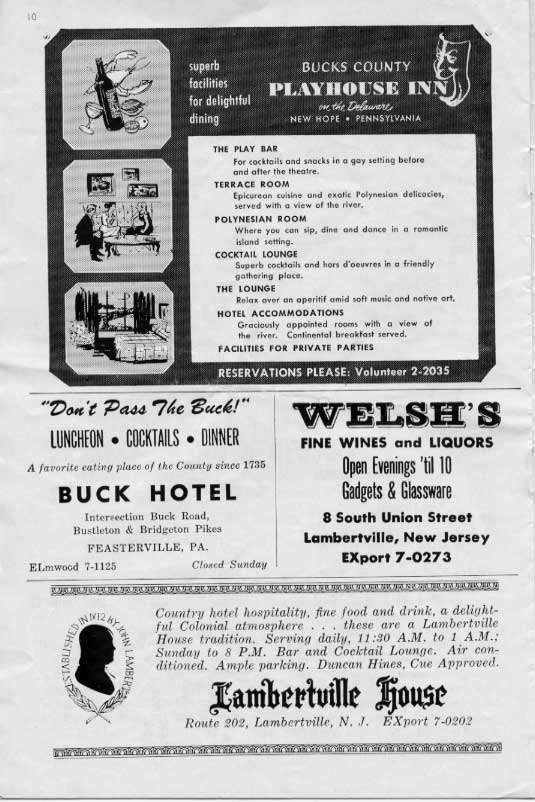 10
superb
facilities
for delightful
dining
BUCKS COUNTY
PLAYHOUSE INN
on the Delaware
NEW HOPE • PENNSYLVANIA
THE PLAY BAR
For cocktails and snacks in a gay setting before
and after the theatre.
TERRACE ROOM
Epicurean cuisine and exotic Polynesian delicacies,
served with a view of the river.
POLYNESIAN ROOM
Where you can sip, dine and dance in a romantic
island setting.
COCKTAIL LOUNGE
Superb cocktails and hors d'oeuvres in a friendly
gathering place.
THE LOUNGE
Relax over an aperitif amid soft music and native art.
HOTEL ACCOMMODATIONS
Graciously appointed rooms with a view of
the river. Continental breakfast served.
FACILITIES FOR PRIVATE PARTIES
RESERVATIONS PLEASE: Volunteer 2-2035
"Don't Pass The Buck!"
LUNCHEON • COCKTAILS • DINNER
A favorite eating place of the County since 1735
BUCK HOTEL
Intersection Buck Road,
Bustleton & Bridgeton Pikes
FEASTERVILLE, PA.
ELmwood 7-1125 Closed Sunday
WELSH'S
FINE WINES and LIQUORS
Open Evenings 'til 10
Gadgets & Glassware
8 South Union Street
Lambertville, New Jersey
EXport 7-0273
ESTABLISHED IN 1812 BY JOHN LAMBERT
Country hotel hospitality, fine food and drink, a delight-
ful Colonial atmosphere . . . these are a Lambertville
House tradition. Serving daily, 11:30 A.M. to 1 A.M.;
Sunday to 8 P.M. Bar and Cocktail Lounge. Air con-
ditioned. Ample parking. Duncan Hines, Cue Approved.
Lambertville House
Route 202, Lambertville, N. J. EXport 7-0202